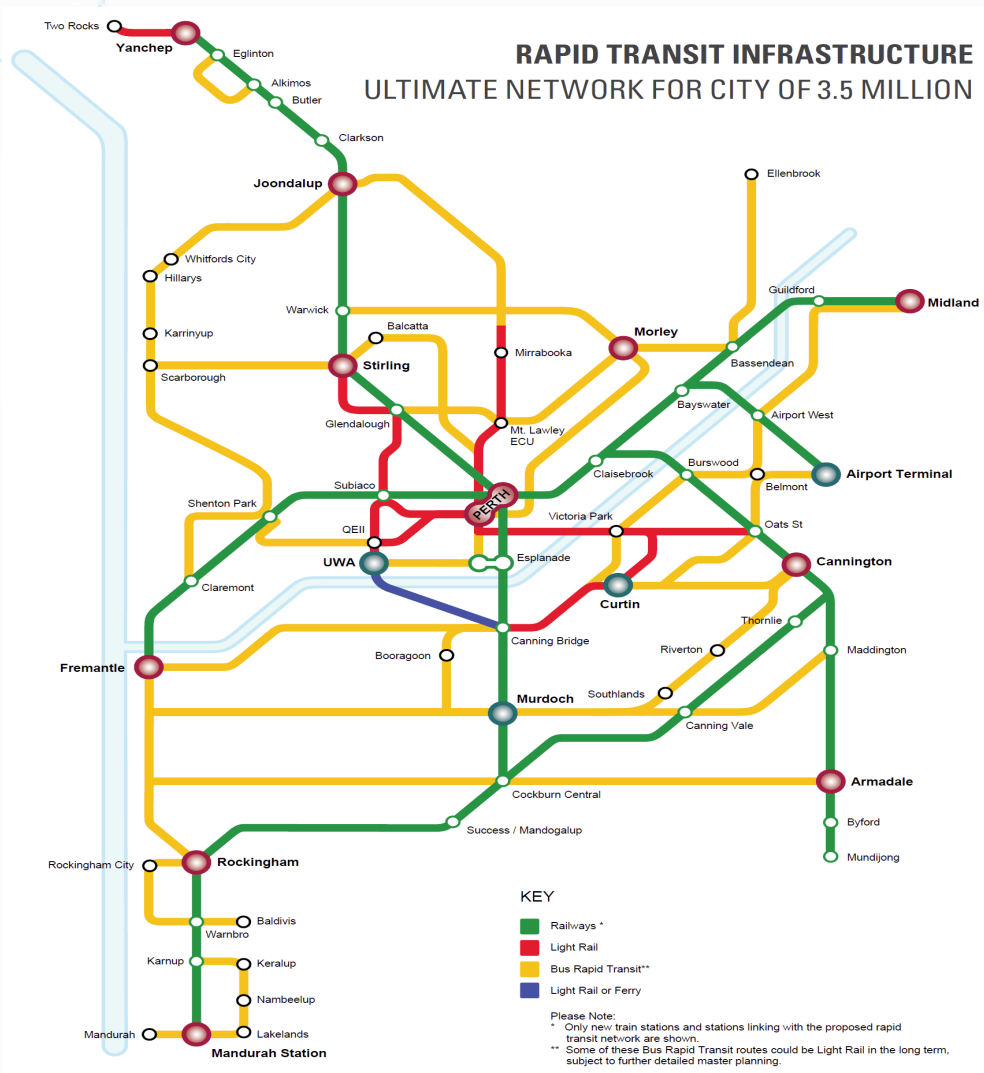 RAPID TRANSIT INFRASTRUCTURE
ULTIMATE NETWORK FOR CITY OF 3.5 MILLION
Two Rocks
Yanchep
Eglinton
Alkimos
Butler
Clarkson
Joondalup
Ellenbrook
Whitfords City
Hillarys
Guildford
Midland
Warwick
Balcatta
Karrinyup
Morley
Mirrabooka
Bassendean
Stirling
Scarborough
Bayswater
Airport West
Glendalough
Mt. Lawley
ECU
Claisebrook
Burswood
Airport Terminal
Belmont
Subiaco
PERTH
Shenton Park
Victoria Park
Oats St
QEII
UWA
Esplanade
Cannington
Claremont
Curtin
Thornlie
Canning Bridge
Booragoon
Riverton
Maddington
Fremantle
Southlands
Murdoch
Canning Vale
Armadale
Cockburn Central
Byford
Success / Mandogalup
Mundijong
Rockingham City
Rockingham
Baldivis
Warnbro
Karnup
Keralup
Nambeelup
Mandurah
Lakelands
Mandurah Station
KEY
Railways *
Light Rail
Bus Rapid Transit**
Light Rail or Ferry
Please Note:
* Only new train stations and stations linking with the proposed rapid
transit network are shown.
** Some of these Bus Rapid Transit routes could be Light Rail in the long term,
subject to further detailed master planning.